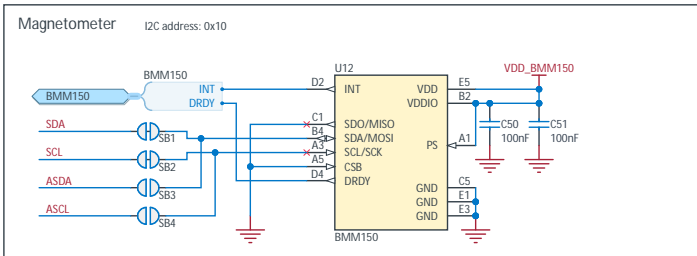 Magnetometer I2C address: 0x10
U12
VDD_BMM150
BMM150
BMM150
INT
DRDY
D2 INT VDD E5
VDDIO B2
C1 SDO/MISO
B4 SDA/MOSI
A3 SCL/SCK PS A1
A5 CSB
D4 DRDY
GND C5
GND E1
GND E3
BMM150
C50
100nF
C51
100nF
SDA
SB1
SCL
SB2
ASDA
SB3
ASCL
SB4